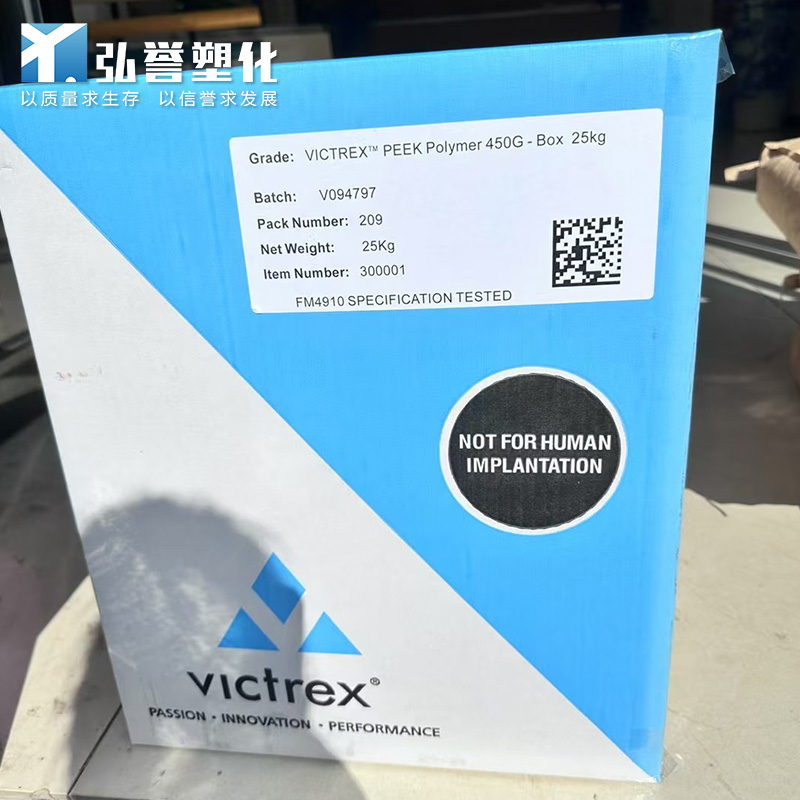 弘誉塑化
以质量求生存 以信誉求发展
Grade: VICTREX™ PEEK Polymer 450G - Box 25kg
Batch: V094797
Pack Number: 209
Net Weight: 25Kg
Item Number: 300001
FM4910 SPECIFICATION TESTED
NOT FOR HUMAN
IMPLANTATION
victrex®
PASSION · INNOVATION · PERFORMANCE